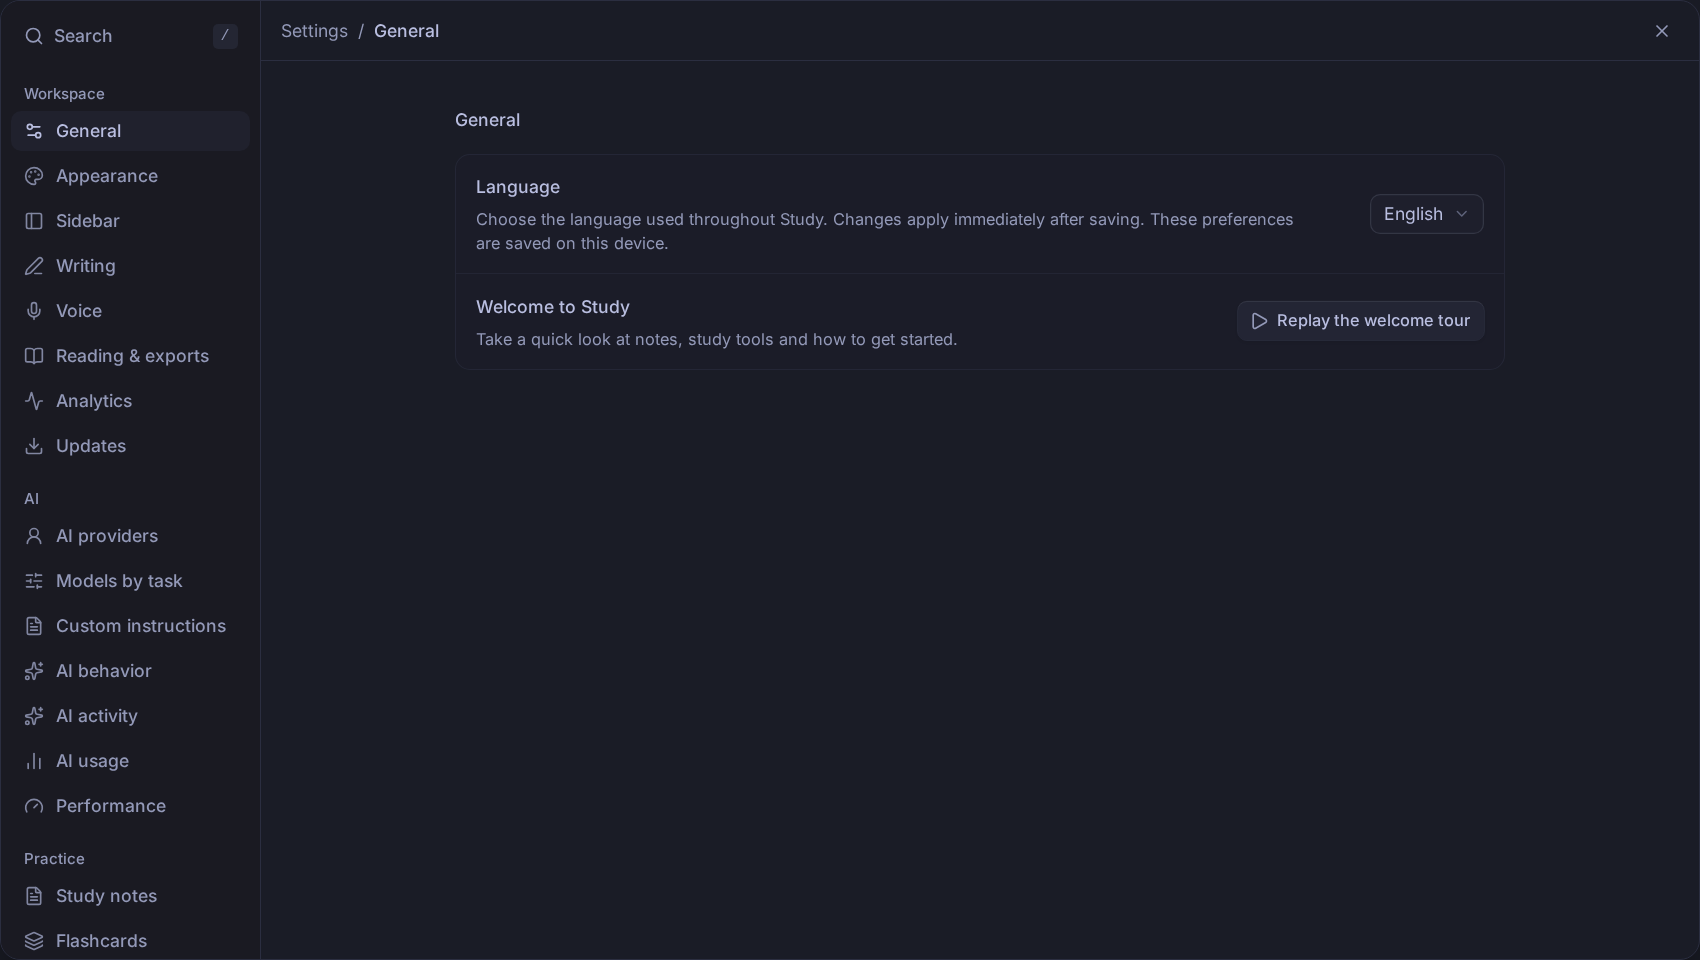 Search /
Workspace
General
Appearance
Sidebar
Writing
Voice
Reading & exports
Analytics
Updates
AI
AI providers
Models by task
Custom instructions
AI behavior
AI activity
AI usage
Performance
Practice
Study notes
Flashcards
Settings / General
General
Language
Choose the language used throughout Study. Changes apply immediately after saving. These preferences
are saved on this device.
English
Welcome to Study
Take a quick look at notes, study tools and how to get started.
Replay the welcome tour